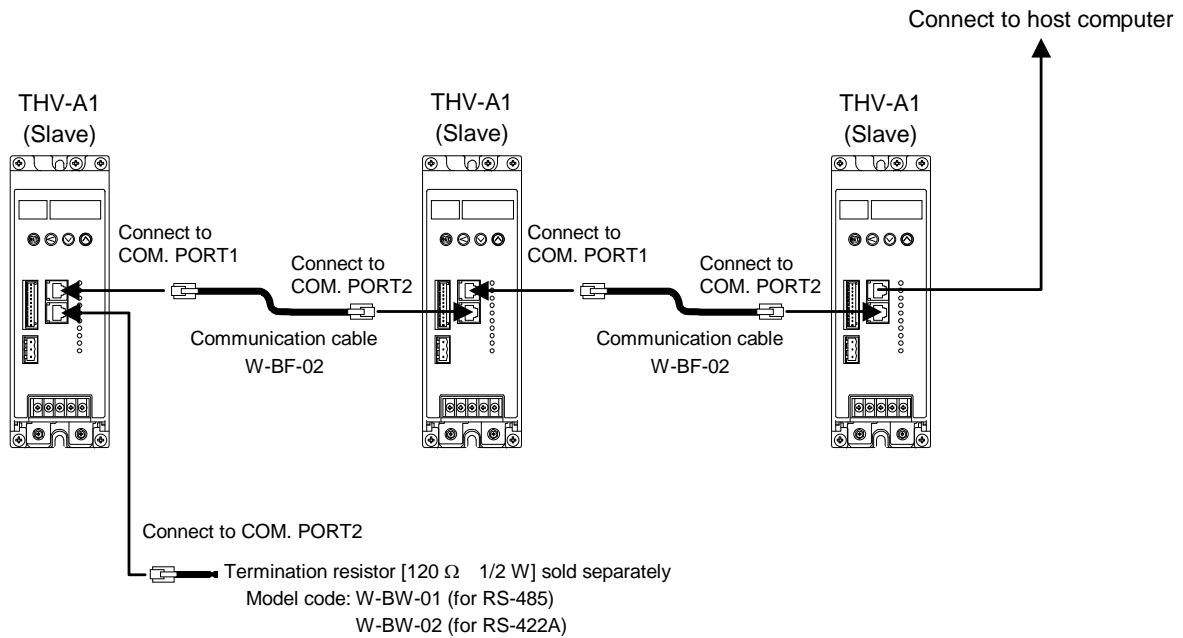 Connect to host computer
THV-A1
(Slave)
THV-A1
(Slave)
THV-A1
(Slave)
Connect to
COM. PORT1
Connect to
COM. PORT2
Communication cable
W-BF-02
Connect to
COM. PORT1
Connect to
COM. PORT2
Communication cable
W-BF-02
Connect to COM. PORT2
Termination resistor [120 Ω 1/2 W] sold separately
Model code: W-BW-01 (for RS-485)
W-BW-02 (for RS-422A)